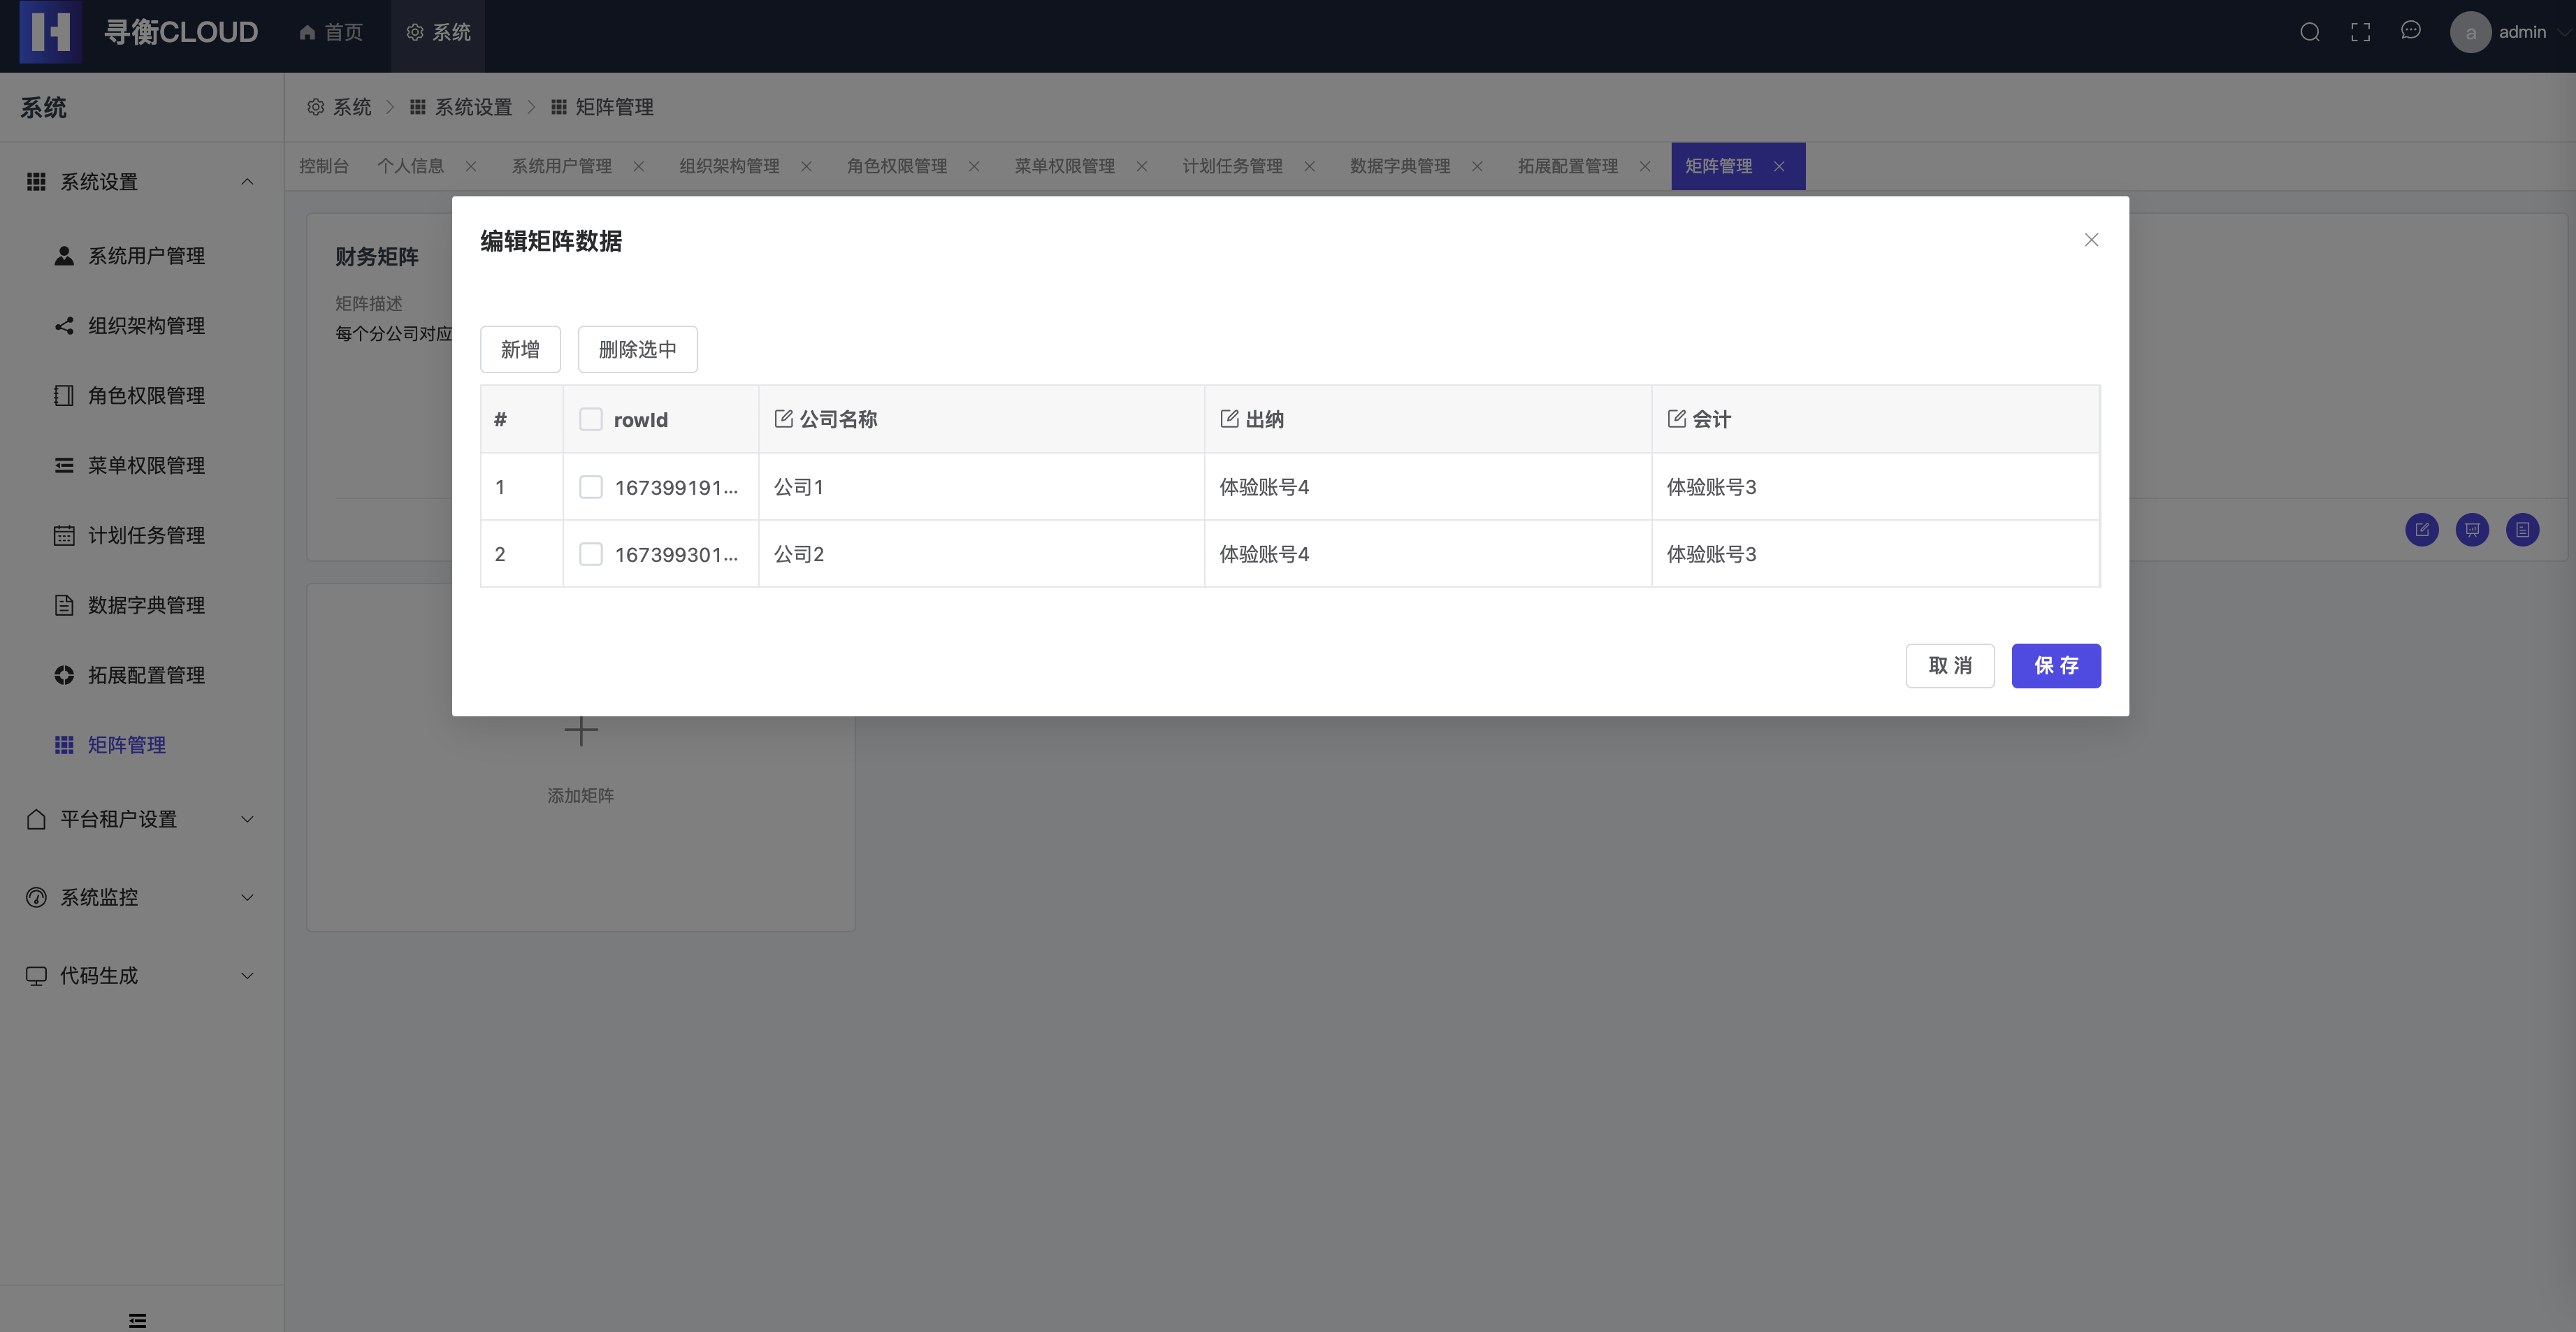 寻衡CLOUD
首页
系统
a
admin
系统
系统设置
系统用户管理
组织架构管理
角色权限管理
菜单权限管理
计划任务管理
数据字典管理
拓展配置管理
矩阵管理
平台租户设置
系统监控
代码生成
系统 系统设置 矩阵管理
控制台 个人信息 系统用户管理 组织架构管理 角色权限管理 菜单权限管理 计划任务管理 数据字典管理 拓展配置管理 矩阵管理
财务矩阵
矩阵描述
每个分公司对应
添加矩阵
编辑矩阵数据
新增 删除选中
# rowId 公司名称 出纳 会计
1 167399191... 公司1 体验账号4 体验账号3
2 167399301... 公司2 体验账号4 体验账号3
取 消 保 存